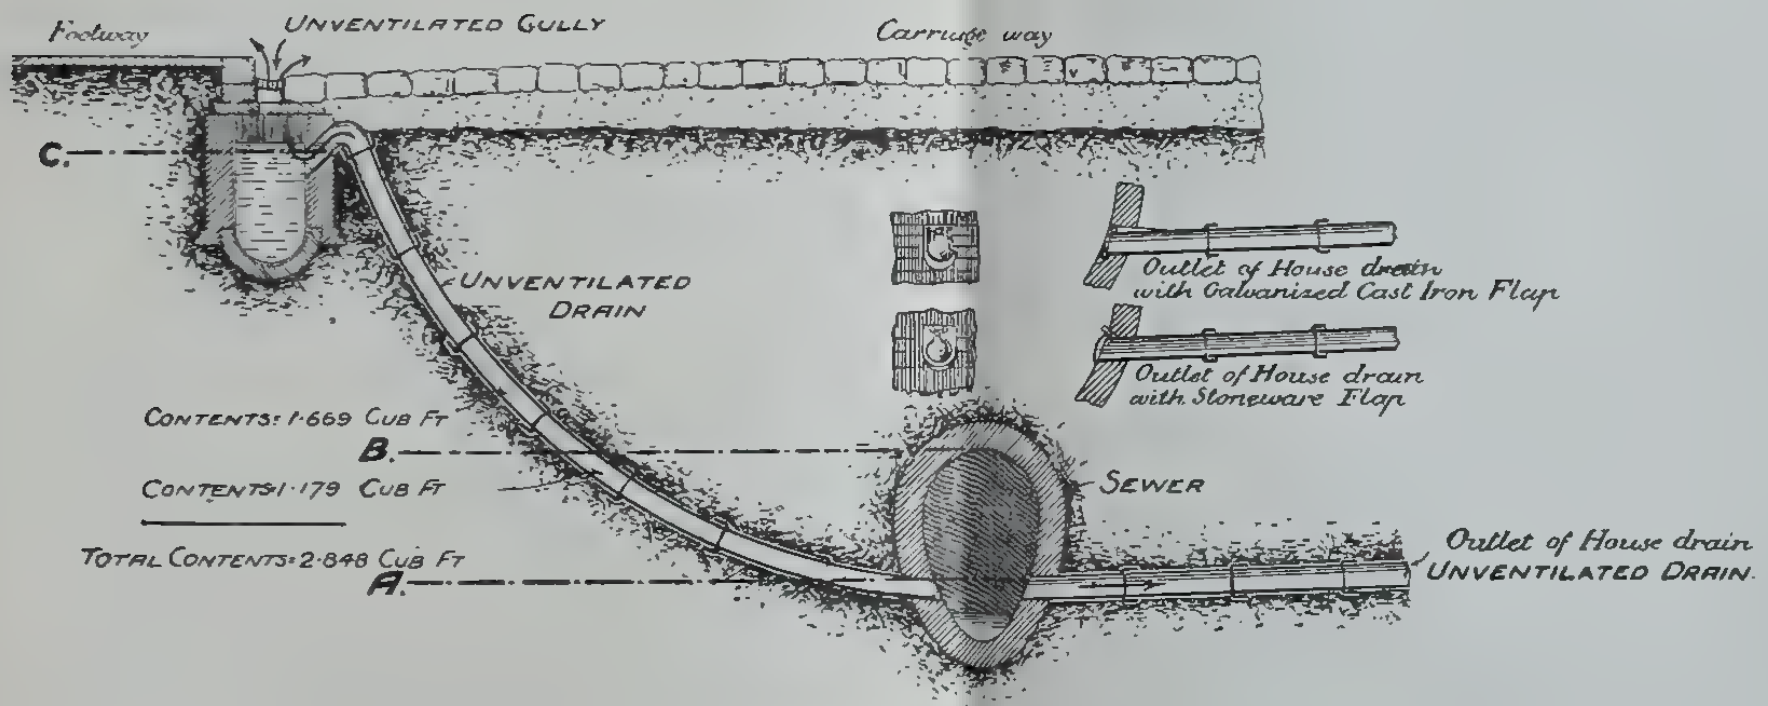 Footway
UNVENTILATED GULLY
Carriage way
C.
UNVENTILATED
DRAIN
Outlet of House drain
with Galvanized Cast Iron Flap
Outlet of House drain
with Stoneware Flap
CONTENTS: 1·669 CUB FT
B.
CONTENTS: 1·179 CUB FT
SEWER
TOTAL CONTENTS: 2·848 CUB FT
A.
Outlet of House drain
UNVENTILATED DRAIN.